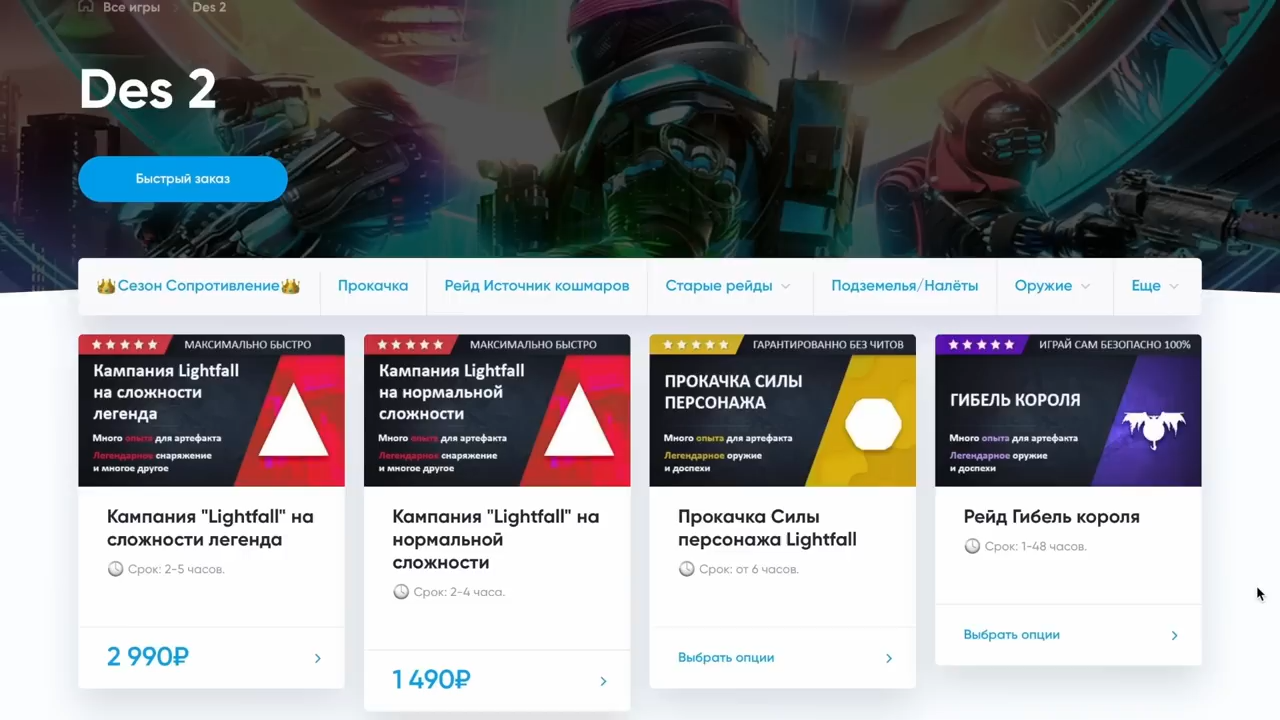 Все игры
Des 2
Des 2
Быстрый заказ
👑Сезон Сопротивление👑
Прокачка
Рейд Источник кошмаров
Старые рейды
Подземелья/Налёты
Оружие
Еще
МАКСИМАЛЬНО БЫСТРО
Кампания Lightfall
на сложности
легенда
Много опыта для артефакта
Легендарное снаряжение
и многое другое
Кампания "Lightfall" на
сложности легенда
Срок: 2-5 часов.
2 990₽
МАКСИМАЛЬНО БЫСТРО
Кампания Lightfall
на нормальной
сложности
Много опыта для артефакта
Легендарное снаряжение
и многое другое
Кампания "Lightfall" на
нормальной
сложности
Срок: 2-4 часа.
1 490₽
ГАРАНТИРОВАННО БЕЗ ЧИТОВ
ПРОКАЧКА СИЛЫ
ПЕРСОНАЖА
Много опыта для артефакта
Легендарное оружие
и доспехи
Прокачка Силы
персонажа Lightfall
Срок: от 6 часов.
Выбрать опции
ИГРАЙ САМ БЕЗОПАСНО 100%
ГИБЕЛЬ КОРОЛЯ
Много опыта для артефакта
Легендарное оружие
и доспехи
Рейд Гибель короля
Срок: 1-48 часов.
Выбрать опции